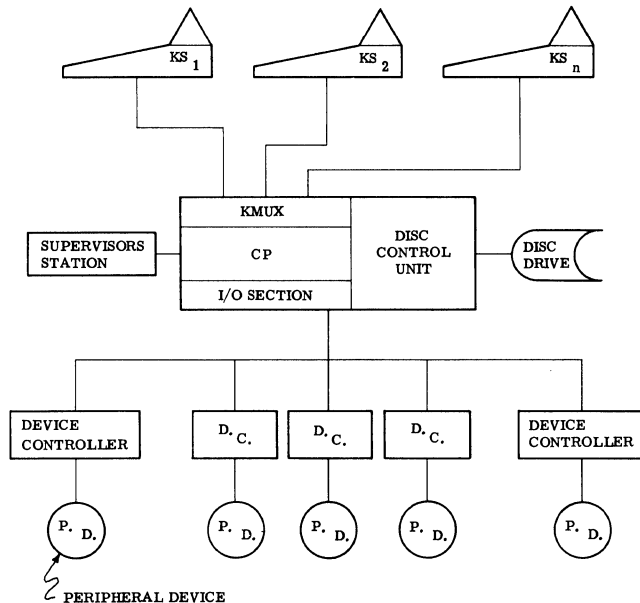 KS 1
KS 2
KS n
KMUX
SUPERVISORS
STATION
CP
DISC
CONTROL
UNIT
DISC
DRIVE
I/O SECTION
DEVICE
CONTROLLER
D. C.
D. C.
D. C.
DEVICE
CONTROLLER
P. D.
P. D.
P. D.
P. D.
P. D.
PERIPHERAL DEVICE